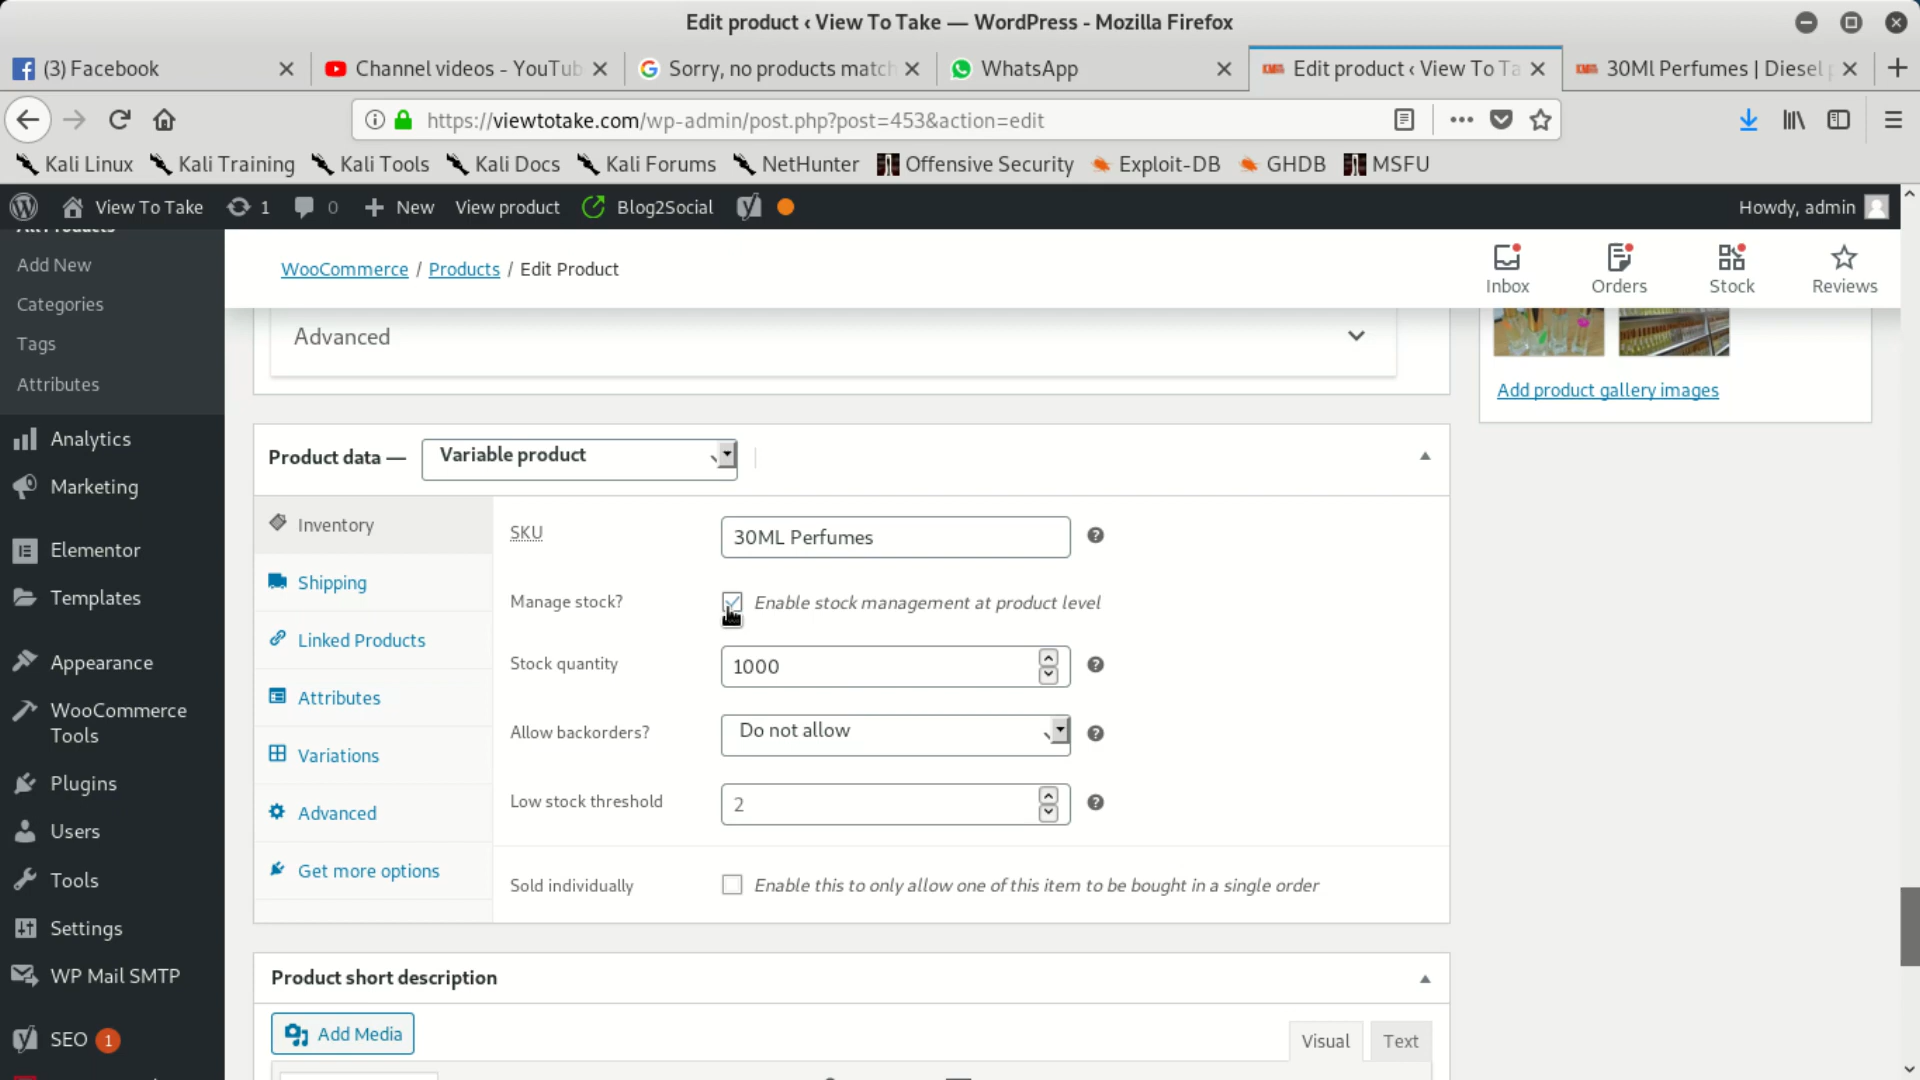 Edit product ‹ View To Take — WordPress - Mozilla Firefox
(3) Facebook
Channel videos - YouTub
Sorry, no products match
WhatsApp
Edit product ‹ View To Ta
30Ml Perfumes | Diesel p
https://viewtotake.com/wp-admin/post.php?post=453&action=edit
Kali Linux
Kali Training
Kali Tools
Kali Docs
Kali Forums
NetHunter
Offensive Security
Exploit-DB
GHDB
MSFU
View To Take
1
0
New
View product
Blog2Social
Howdy, admin
All Products
Add New
Categories
Tags
Attributes
Analytics
Marketing
Elementor
Templates
Appearance
WooCommerce
Tools
Plugins
Users
Tools
Settings
WP Mail SMTP
SEO 1
WooCommerce / Products / Edit Product
Inbox
Orders
Stock
Reviews
Advanced
Add product gallery images
Product data —
Variable product
Inventory
Shipping
Linked Products
Attributes
Variations
Advanced
Get more options
SKU
30ML Perfumes
Manage stock?
Enable stock management at product level
Stock quantity
1000
Allow backorders?
Do not allow
Low stock threshold
2
Sold individually
Enable this to only allow one of this item to be bought in a single order
Product short description
Add Media
Visual
Text